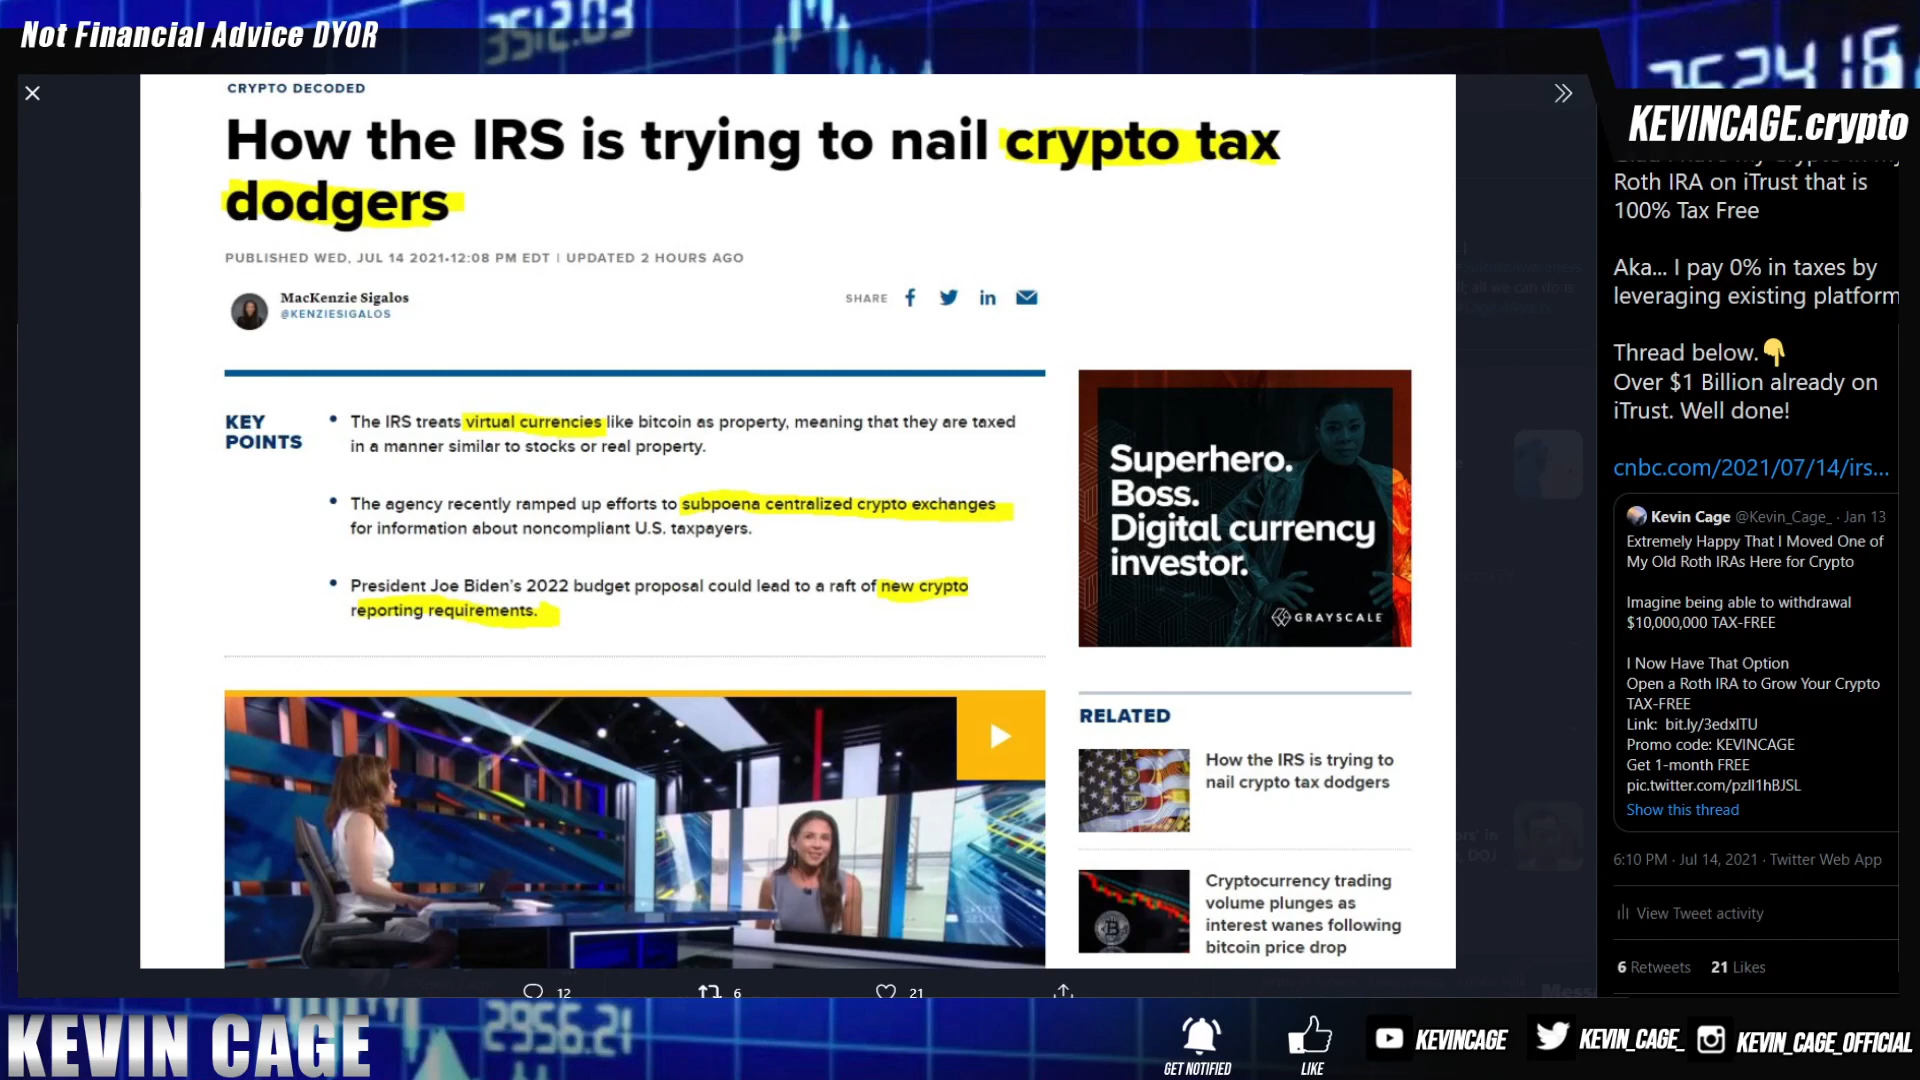 Not Financial Advice DYOR
3512.03
KEVINCAGE.crypto
CRYPTO DECODED
How the IRS is trying to nail crypto tax
dodgers
PUBLISHED WED, JUL 14 2021•12:08 PM EDT | UPDATED 2 HOURS AGO
MacKenzie Sigalos
@KENZIESIGALOS
SHARE
KEY
POINTS
• The IRS treats virtual currencies like bitcoin as property, meaning that they are taxed
in a manner similar to stocks or real property.
• The agency recently ramped up efforts to subpoena centralized crypto exchanges
for information about noncompliant U.S. taxpayers.
• President Joe Biden's 2022 budget proposal could lead to a raft of new crypto
reporting requirements.
Superhero.
Boss.
Digital currency
investor.
GRAYSCALE
RELATED
How the IRS is trying to
nail crypto tax dodgers
Cryptocurrency trading
volume plunges as
interest wanes following
bitcoin price drop
12
6
21
Roth IRA on iTrust that is
100% Tax Free
Aka... I pay 0% in taxes by
leveraging existing platform
Thread below.👇
Over $1 Billion already on
iTrust. Well done!
cnbc.com/2021/07/14/irs...
Kevin Cage @Kevin_Cage_ · Jan 13
Extremely Happy That I Moved One of
My Old Roth IRAs Here for Crypto
Imagine being able to withdrawal
$10,000,000 TAX-FREE
I Now Have That Option
Open a Roth IRA to Grow Your Crypto
TAX-FREE
Link: bit.ly/3edxITU
Promo code: KEVINCAGE
Get 1-month FREE
pic.twitter.com/pzlI1hBJSL
Show this thread
6:10 PM · Jul 14, 2021 · Twitter Web App
View Tweet activity
6 Retweets 21 Likes
KEVIN CAGE
2956.21
GET NOTIFIED
LIKE
KEVINCAGE
KEVIN_CAGE_
KEVIN_CAGE_OFFICIAL